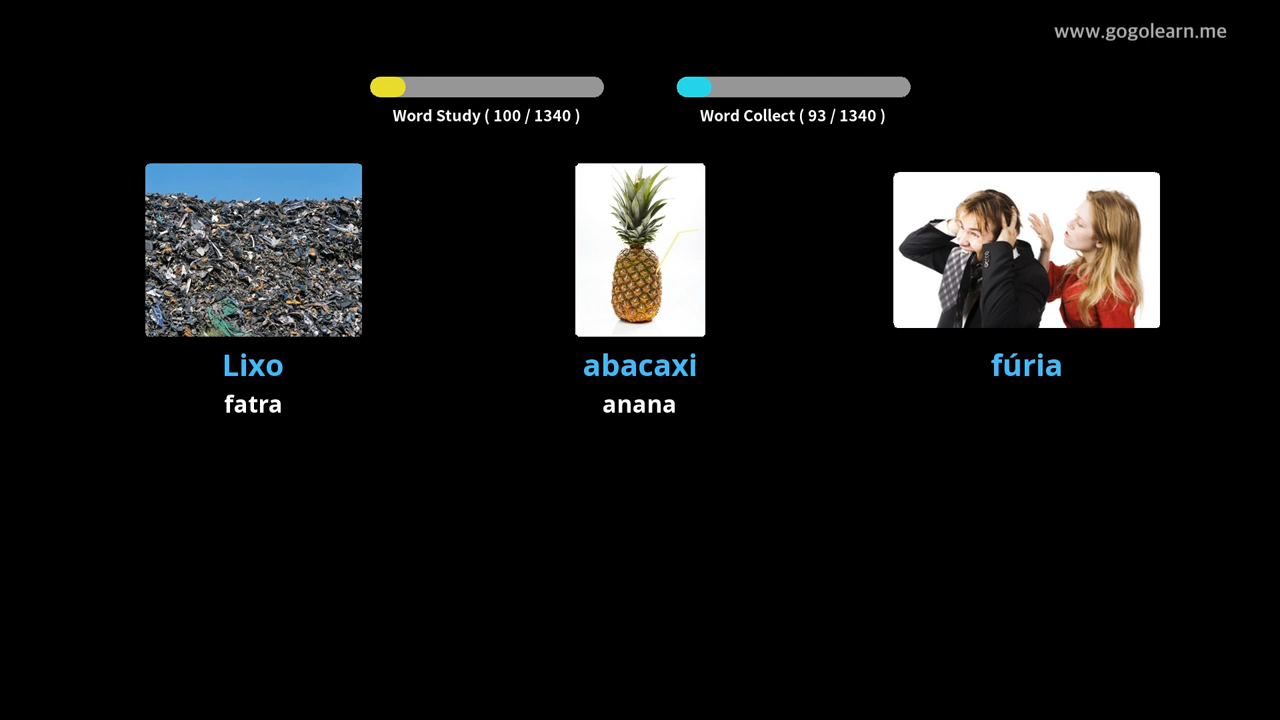 www.gogolearn.me
Word Study ( 100 / 1340 )
Word Collect ( 93 / 1340 )
Lixo
fatra
abacaxi
anana
fúria